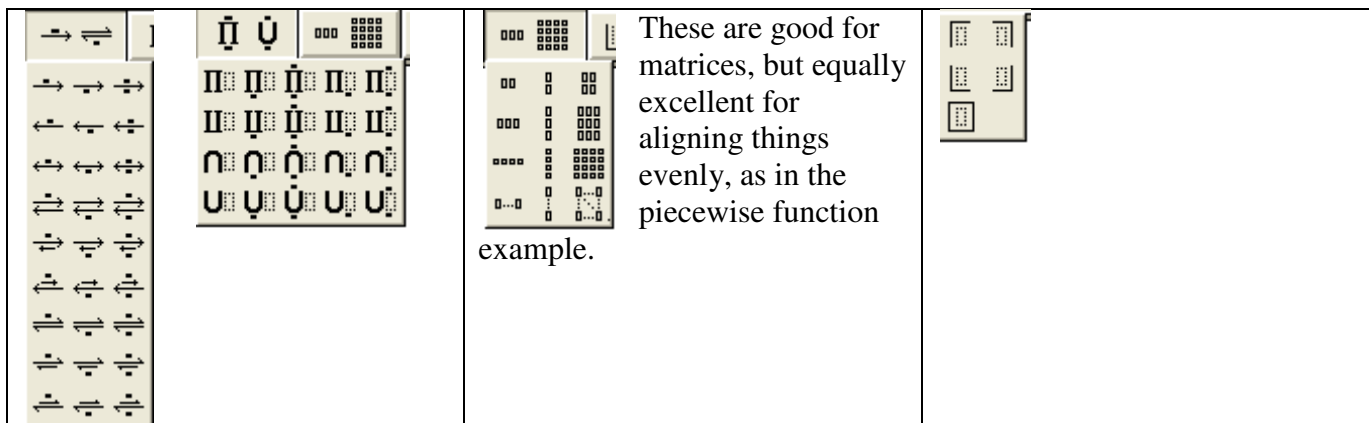 These are good for
matrices, but equally
excellent for
aligning things
evenly, as in the
piecewise function
example.